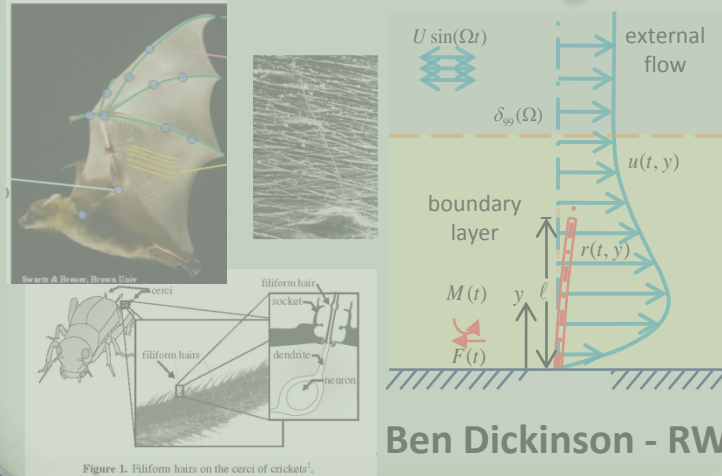 Swartz & Breuer, Brown Univ
cerci
filiform hairs
filiform hair
socket
dendrite
neuron
Figure 1. Filiform hairs on the cerci of crickets¹.
U sin(Ωt)
external
flow
δ₉₉(Ω)
u(t, y)
boundary
layer
r(t, y)
M(t)
y
ℓ
F(t)
Ben Dickinson - RW